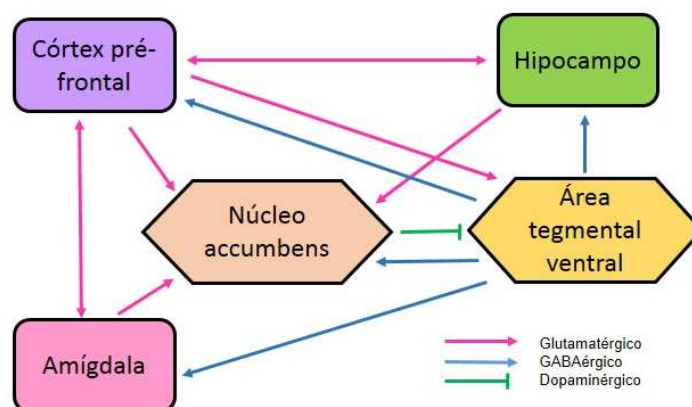 Córtex pré-
frontal
Hipocampo
Núcleo
accumbens
Área
tegmental
ventral
Amígdala
Glutamatérgico
GABAérgico
Dopaminérgico